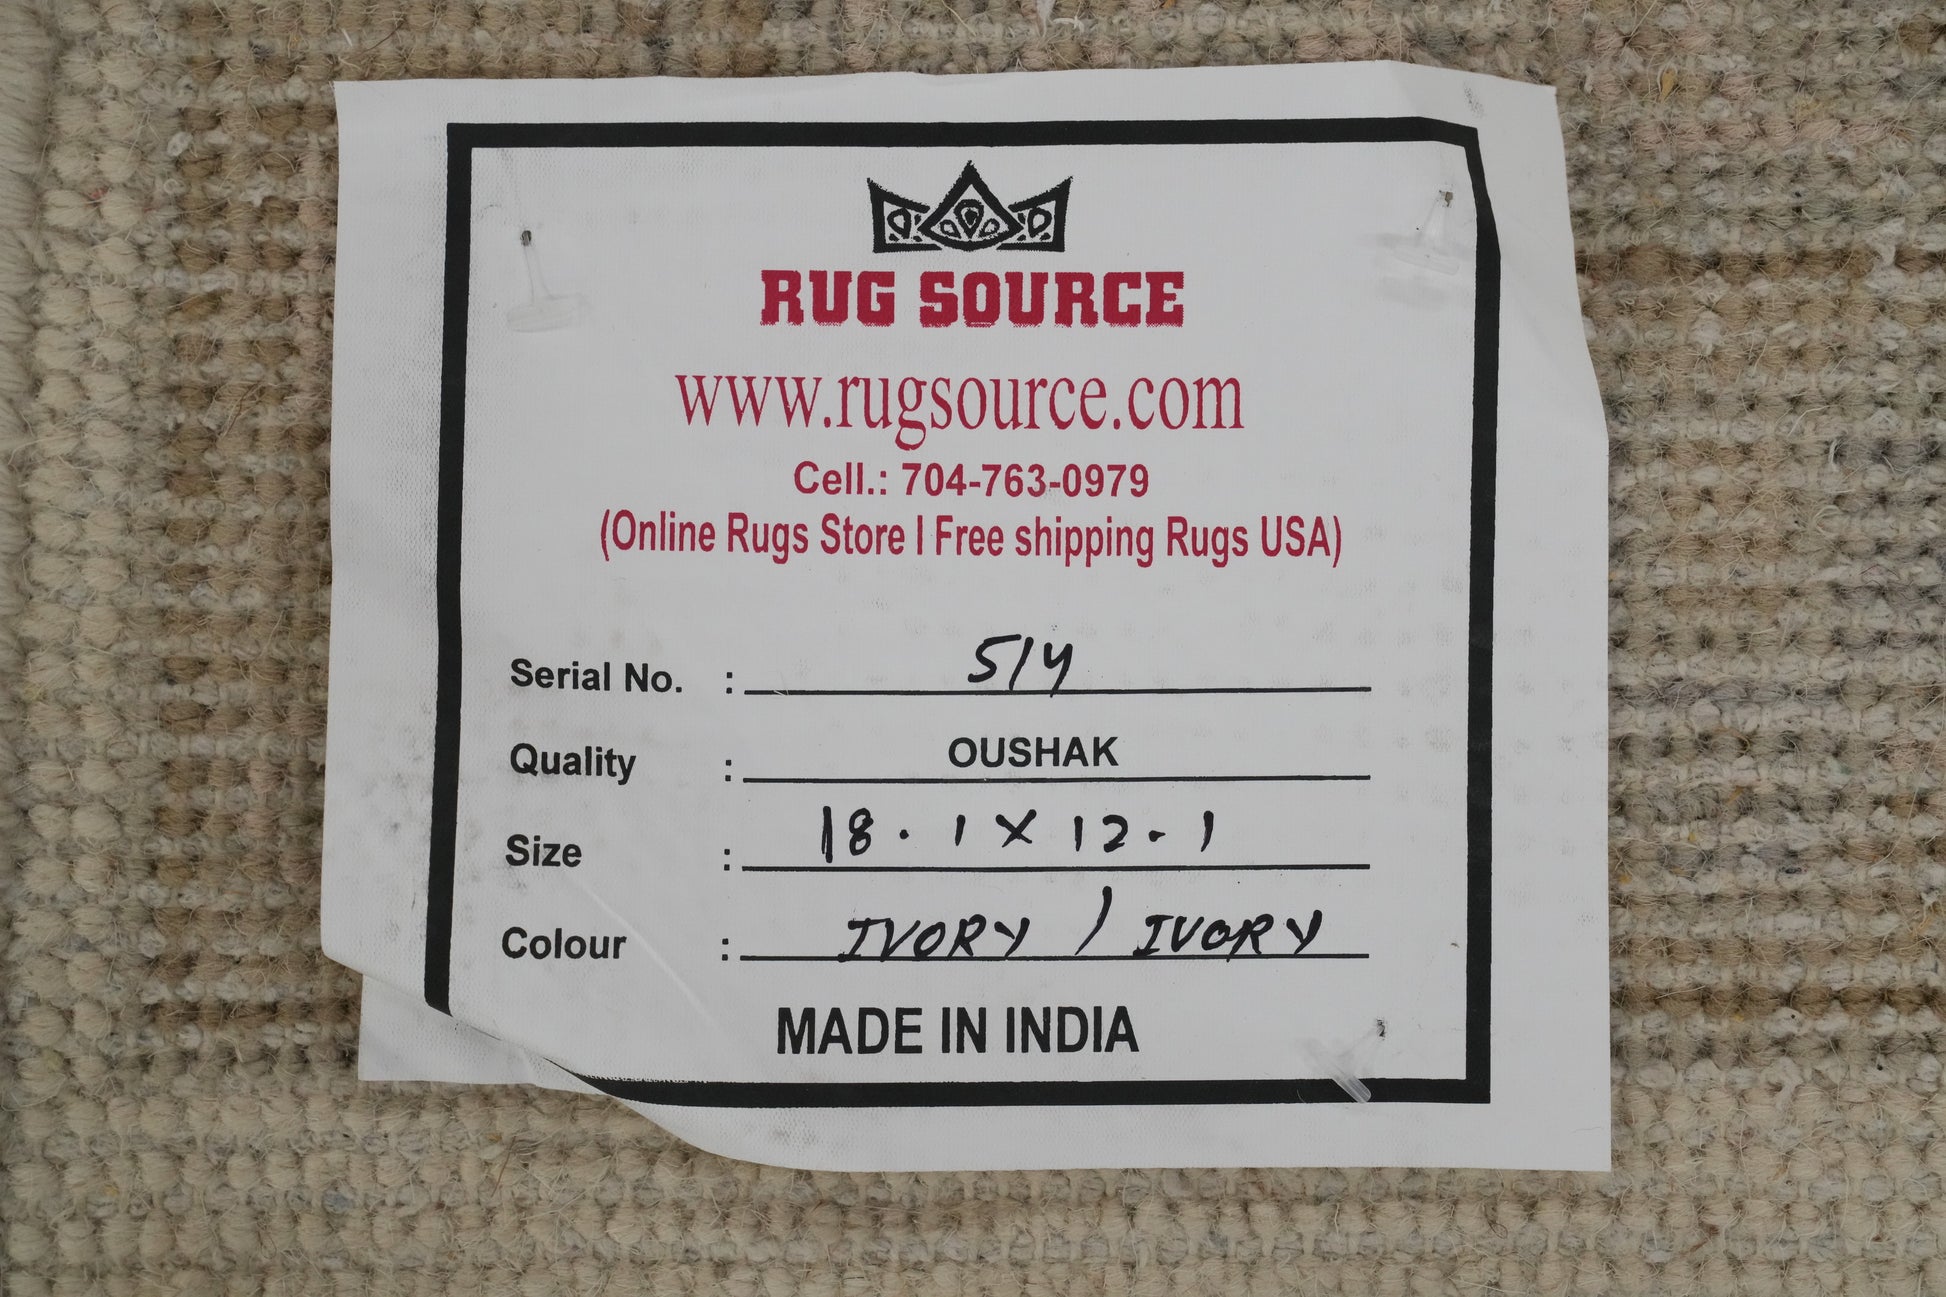 RUG SOURCE
www.rugsource.com
Cell.: 704-763-0979
(Online Rugs Store I Free shipping Rugs USA)
Serial No. : 514
Quality : OUSHAK
Size : 18.1 X 12.1
Colour : IVORY / IVORY
MADE IN INDIA